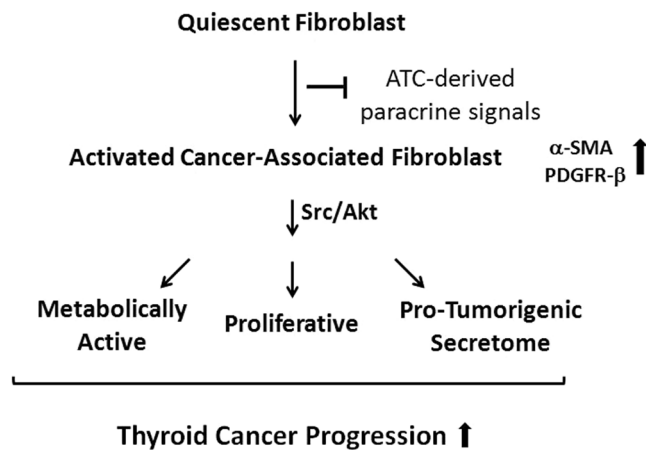 Quiescent Fibroblast
ATC-derived
paracrine signals
Activated Cancer-Associated Fibroblast
α-SMA
PDGFR-β
Src/Akt
Metabolically
Active
Proliferative
Pro-Tumorigenic
Secretome
Thyroid Cancer Progression